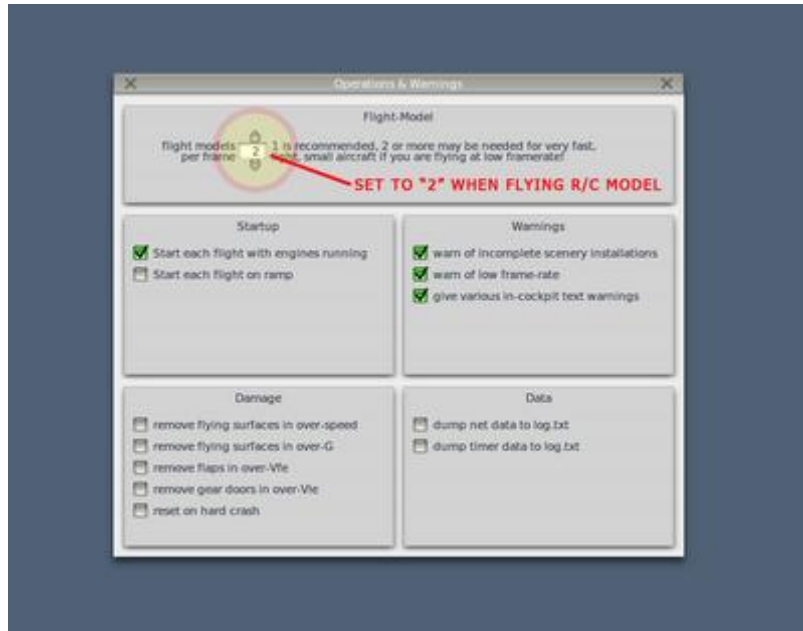 Operations & Warnings
Flight-Model
flight models 2 1 is recommended, 2 or more may be needed for very fast,
per frame light, small aircraft if you are flying at low framerate!
SET TO "2" WHEN FLYING R/C MODEL
Startup
Start each flight with engines running
Start each flight on ramp
Warnings
warn of incomplete scenery installations
warn of low frame-rate
give various in-cockpit text warnings
Damage
remove flying surfaces in over-speed
remove flying surfaces in over-G
remove flaps in over-Vfe
remove gear doors in over-Vle
reset on hard crash
Data
dump net data to log.txt
dump timer data to log.txt